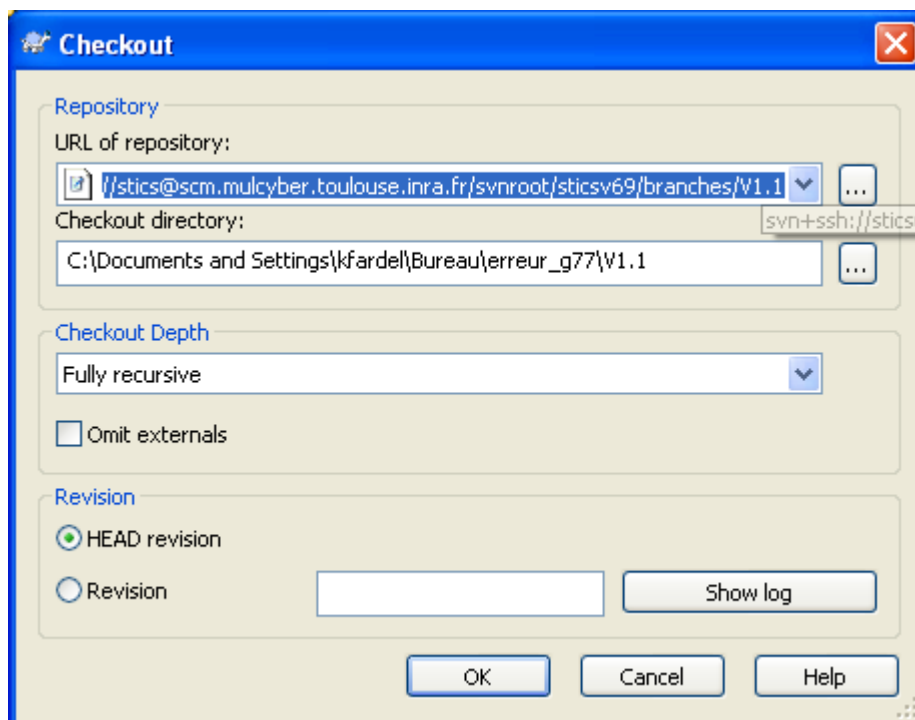 Checkout
Repository
URL of repository:
//stics@scm.mulcyber.toulouse.inra.fr/svnroot/sticsv69/branches/V1.1
...
svn+ssh://stics
Checkout directory:
C:\Documents and Settings\kfardel\Bureau\erreur_g77\V1.1
...
Checkout Depth
Fully recursive
Omit externals
Revision
HEAD revision
Revision
Show log
OK Cancel Help